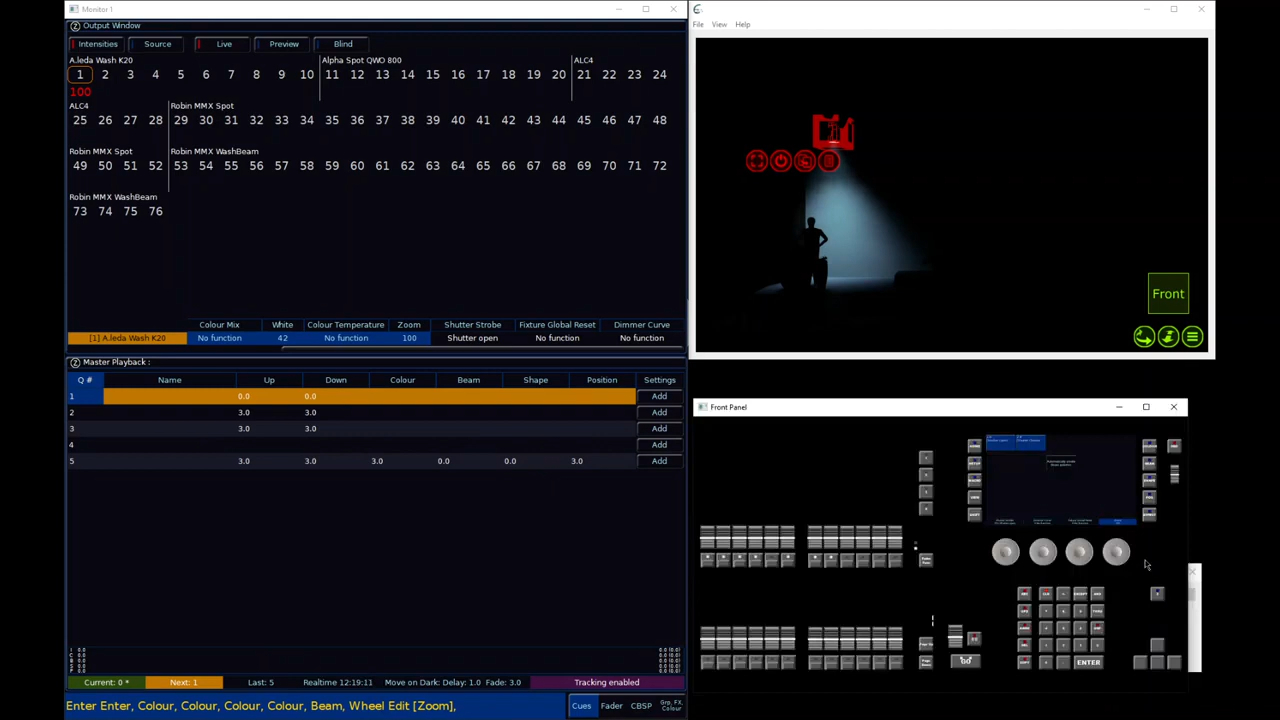 Monitor 1
Output Window
Intensities Source Live Preview Blind
A.leda Wash K20 Alpha Spot QWO 800 ALC4
1 2 3 4 5 6 7 8 9 10 11 12 13 14 15 16 17 18 19 20 21 22 23 24
100
ALC4 Robin MMX Spot
25 26 27 28 29 30 31 32 33 34 35 36 37 38 39 40 41 42 43 44 45 46 47 48
Robin MMX Spot Robin MMX WashBeam
49 50 51 52 53 54 55 56 57 58 59 60 61 62 63 64 65 66 67 68 69 70 71 72
Robin MMX WashBeam
73 74 75 76
Colour Mix White Colour Temperature Zoom Shutter Strobe Fixture Global Reset Dimmer Curve
[1] A.leda Wash K20 No function 42 No function 100 Shutter open No function No function
Master Playback :
Q # Name Up Down Colour Beam Shape Position Settings
1 0.0 0.0 Add
2 3.0 3.0 Add
3 3.0 3.0 Add
4 Add
5 3.0 3.0 3.0 0.0 0.0 3.0 Add
Current: 0 * Next: 1 Last: 5 Realtime 12:19:11 Move on Dark: Delay: 1.0 Fade: 3.0 Tracking enabled
Enter Enter, Colour, Colour, Colour, Colour, Beam, Wheel Edit [Zoom],
Cues Fader CBSP Grp, FX, Colour
File View Help
Front
Front Panel
GO
ENTER